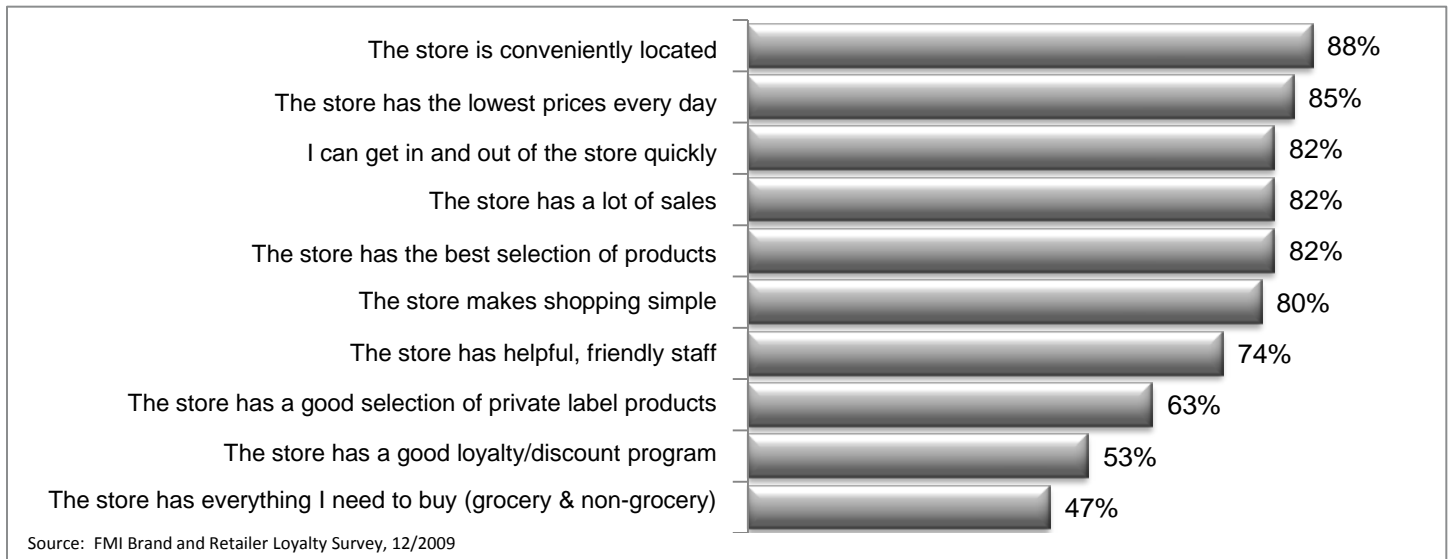 The store is conveniently located 88%
The store has the lowest prices every day 85%
I can get in and out of the store quickly 82%
The store has a lot of sales 82%
The store has the best selection of products 82%
The store makes shopping simple 80%
The store has helpful, friendly staff 74%
The store has a good selection of private label products 63%
The store has a good loyalty/discount program 53%
The store has everything I need to buy (grocery & non-grocery) 47%
Source: FMI Brand and Retailer Loyalty Survey, 12/2009